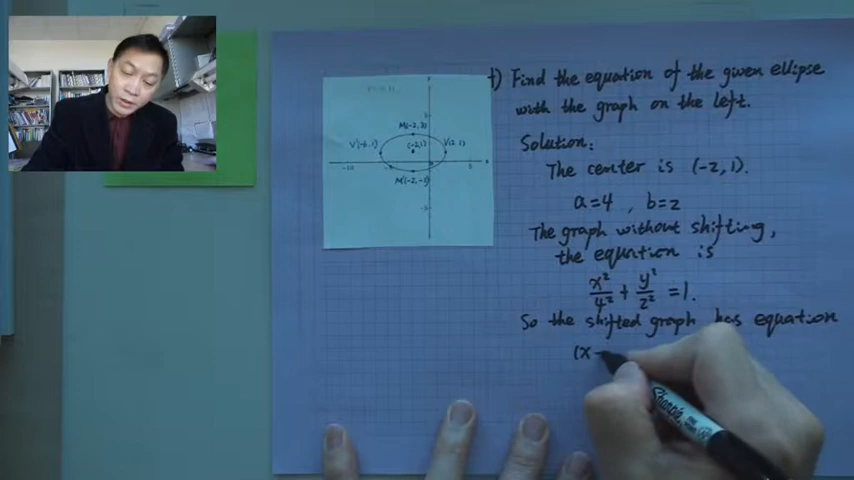 f) Find the equation of the given ellipse
with the graph on the left.
Solution:
The center is (-2,1).
a=4 , b=2
The graph without shifting,
the equation is
x²/4² + y²/2² = 1.
So the shifted graph has equation
(x-
M(-2,3)
V'(-6,1)
(-2,1)
V(2,1)
M'(-2,-1)
Sharpie